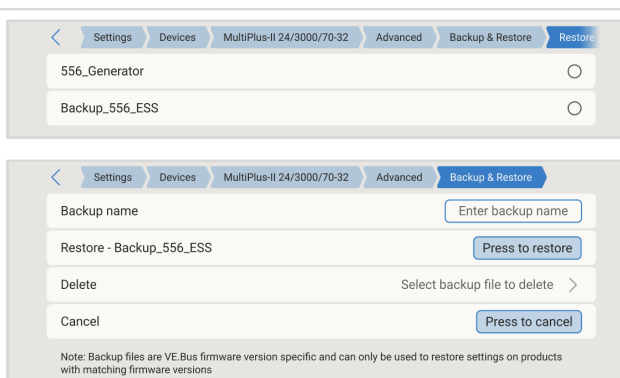 Settings Devices MultiPlus-II 24/3000/70-32 Advanced Backup & Restore Restore
556_Generator
Backup_556_ESS
Settings Devices MultiPlus-II 24/3000/70-32 Advanced Backup & Restore
Backup name Enter backup name
Restore - Backup_556_ESS Press to restore
Delete Select backup file to delete
Cancel Press to cancel
Note: Backup files are VE.Bus firmware version specific and can only be used to restore settings on products
with matching firmware versions